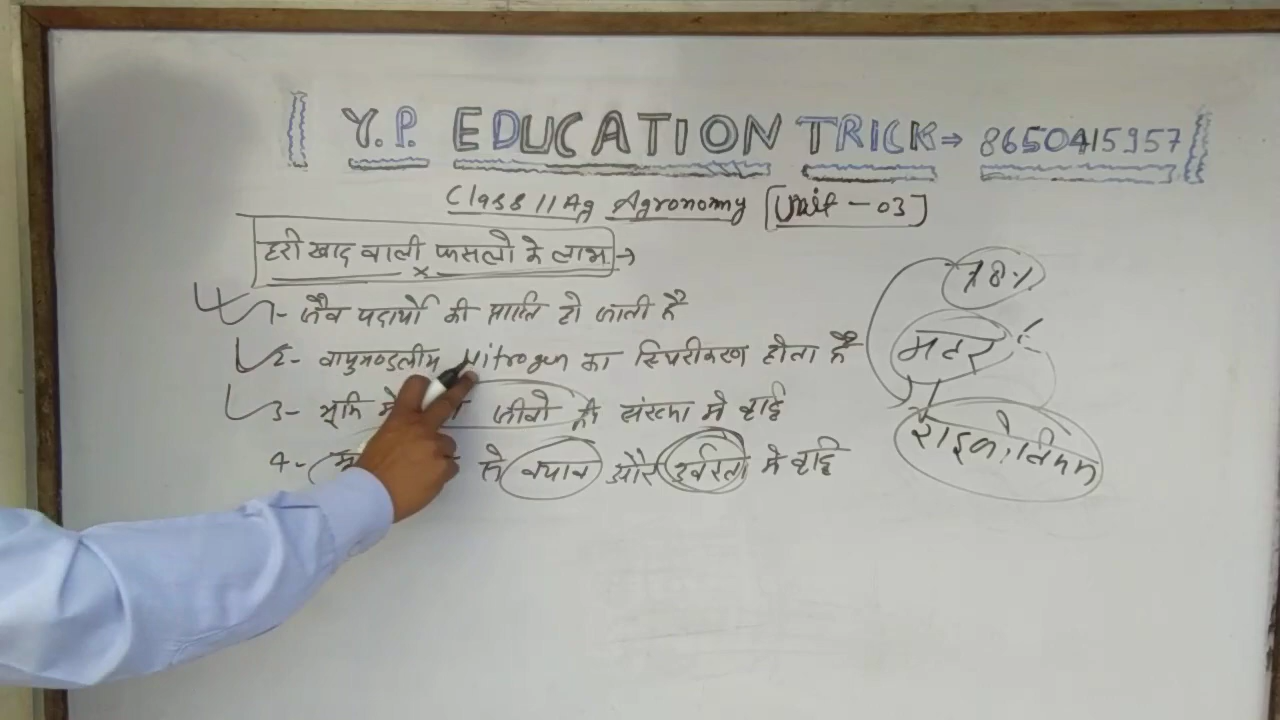 Y.P. EDUCATION TRICK → 8650415957
Class 11 Ag Agronomy [Unit - 03]
हरी खाद वाली फसलो के लाभ →
1- जैव पदार्थो की प्राप्ति हो जाती है
2- वायुमण्डलीय Nitrogen का स्थिरीकरण होता है
3- भूमि मे जीवो की संख्या मे वृद्धि
4- से बचाव और उर्वरता मे वृद्धि
78%
मटर
राइजोबियम